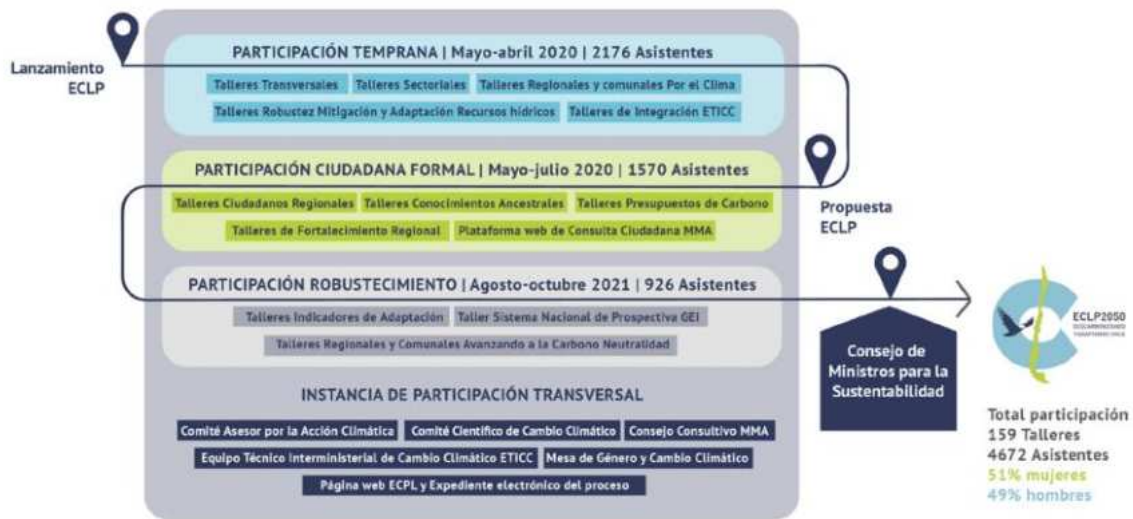 Lanzamiento
ECLP
PARTICIPACIÓN TEMPRANA | Mayo-abril 2020 | 2176 Asistentes
Talleres Transversales
Talleres Sectoriales
Talleres Regionales y comunales Por el Clima
Talleres Robustez Mitigación y Adaptación Recursos hídricos
Talleres de Integración ETICC
PARTICIPACIÓN CIUDADANA FORMAL | Mayo-julio 2020 | 1570 Asistentes
Talleres Ciudadanos Regionales
Talleres Conocimientos Ancestrales
Talleres Presupuestos de Carbono
Talleres de Fortalecimiento Regional
Plataforma web de Consulta Ciudadana MMA
Propuesta
ECLP
PARTICIPACIÓN ROBUSTECIMIENTO | Agosto-octubre 2021 | 926 Asistentes
Talleres Indicadores de Adaptación
Taller Sistema Nacional de Prospectiva GEI
Talleres Regionales y Comunales Avanzando a la Carbono Neutralidad
INSTANCIA DE PARTICIPACIÓN TRANSVERSAL
Comité Asesor por la Acción Climática
Comité Científico de Cambio Climático
Consejo Consultivo MMA
Equipo Técnico Interministerial de Cambio Climático ETICC
Mesa de Género y Cambio Climático
Página web ECPL y Expediente electrónico del proceso
Consejo de
Ministros para la
Sustentabilidad
ECLP2050
Total participación
159 Talleres
4672 Asistentes
51% mujeres
49% hombres